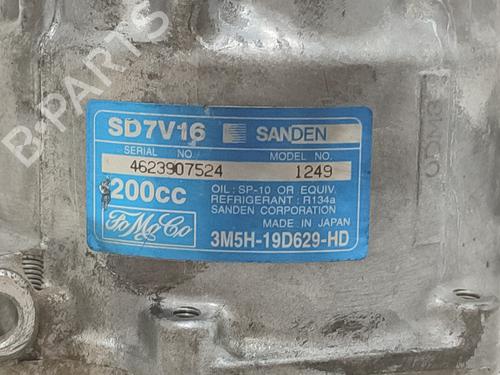 B-PARTS
SD7V16 SANDEN
SERIAL NO. MODEL NO.
4623907524 1249
200cc
OIL : SP-10 OR EQUIV.
REFRIGERANT : R134a
SANDEN CORPORATION
MADE IN JAPAN
FoMoCo
3M5H-19D629-HD